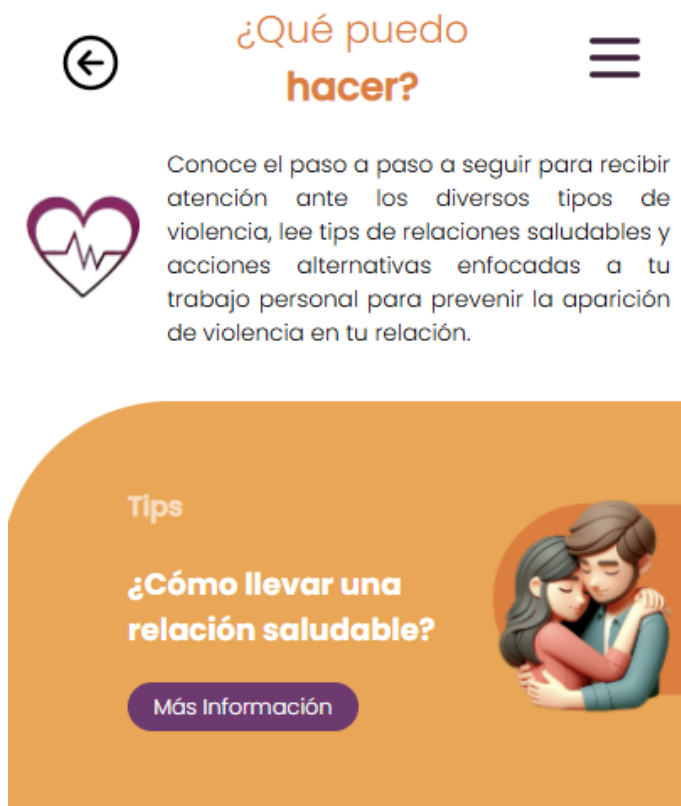 ¿Qué puedo
hacer?
Conoce el paso a paso a seguir para recibir
atención ante los diversos tipos de
violencia, lee tips de relaciones saludables y
acciones alternativas enfocadas a tu
trabajo personal para prevenir la aparición
de violencia en tu relación.
Tips
¿Cómo llevar una
relación saludable?
Más Información